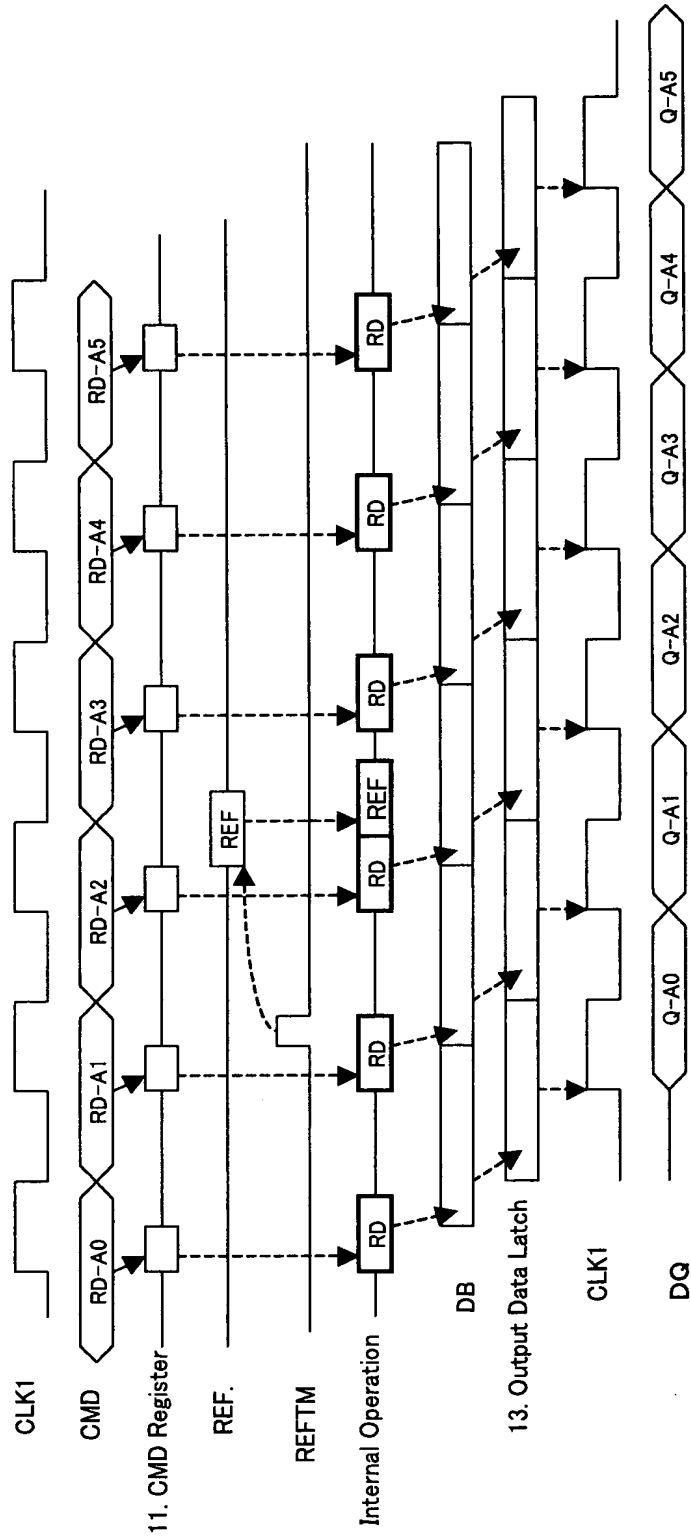 CLK1
CMD RD-A0 RD-A1 RD-A2 RD-A3 RD-A4 RD-A5
11. CMD Register
REF. REF
REFTM
Internal Operation RD RD RD REF RD RD RD
DB
13. Output Data Latch
CLK1
DQ Q-A0 Q-A1 Q-A2 Q-A3 Q-A4 Q-A5